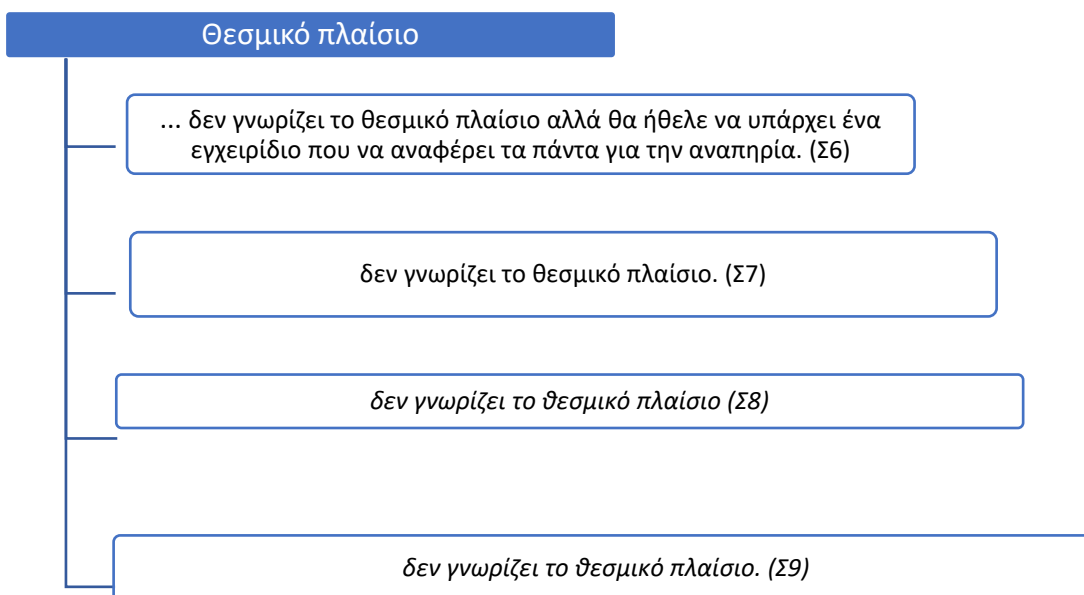 Θεσμικό πλαίσιο
... δεν γνωρίζει το θεσμικό πλαίσιο αλλά θα ήθελε να υπάρχει ένα
εγχειρίδιο που να αναφέρει τα πάντα για την αναπηρία. (Σ6)
δεν γνωρίζει το θεσμικό πλαίσιο. (Σ7)
δεν γνωρίζει το θεσμικό πλαίσιο (Σ8)
δεν γνωρίζει το θεσμικό πλαίσιο. (Σ9)